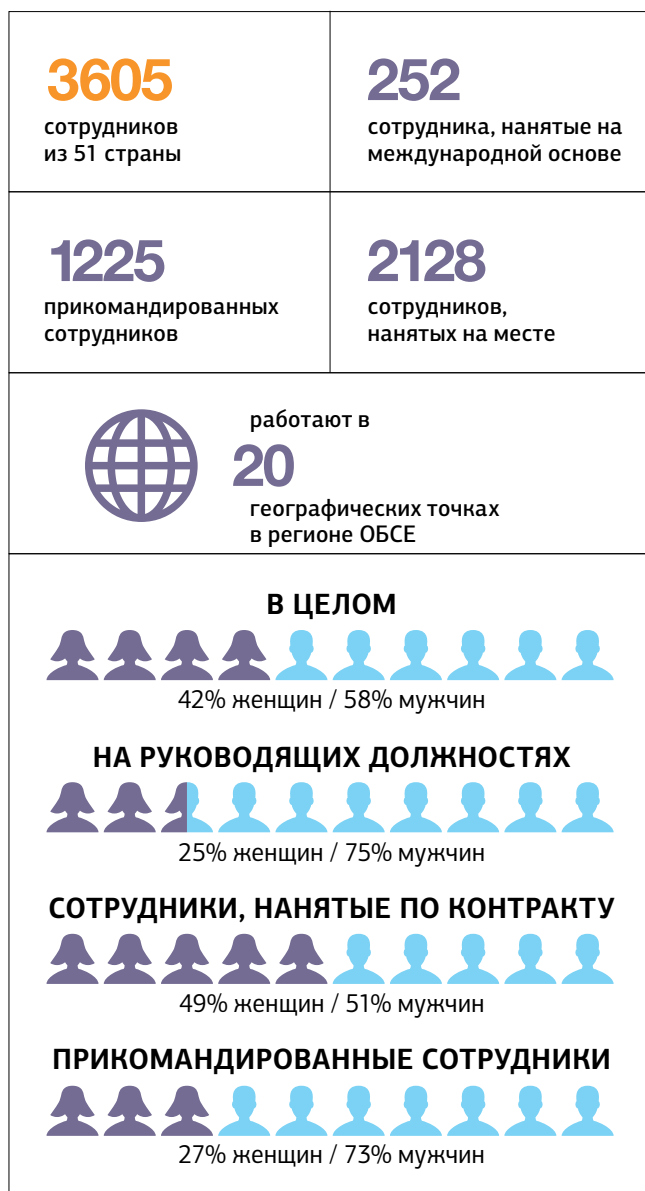 3605
сотрудников
из 51 страны
252
сотрудника, нанятые на
международной основе
1225
прикомандированных
сотрудников
2128
сотрудников,
нанятых на месте
работают в
20
географических точках
в регионе ОБСЕ
В ЦЕЛОМ
42% женщин / 58% мужчин
НА РУКОВОДЯЩИХ ДОЛЖНОСТЯХ
25% женщин / 75% мужчин
СОТРУДНИКИ, НАНЯТЫЕ ПО КОНТРАКТУ
49% женщин / 51% мужчин
ПРИКОМАНДИРОВАННЫЕ СОТРУДНИКИ
27% женщин / 73% мужчин